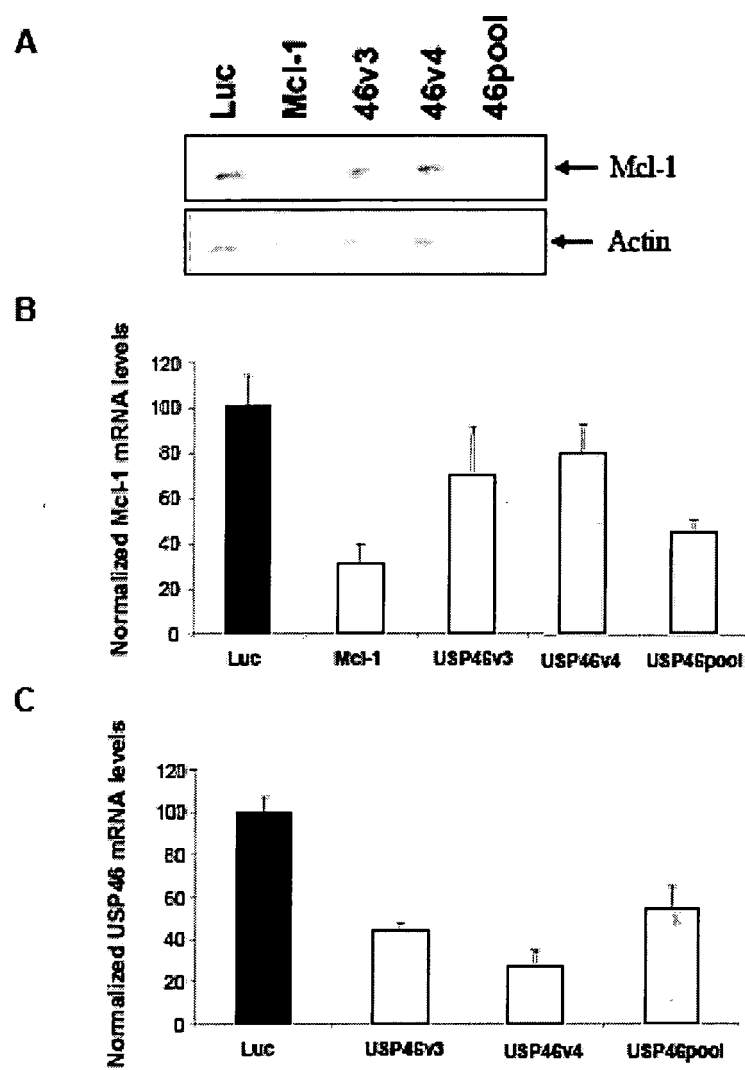 A
Luc
Mcl-1
46v3
46v4
46pool
Mcl-1
Actin
B
Normalized Mcl-1 mRNA levels
120
100
80
60
40
20
0
Luc
Mcl-1
USP46v3
USP46v4
USP46pool
C
Normalized USP46 mRNA levels
120
100
80
60
40
20
0
Luc
USP46v3
USP46v4
USP46pool